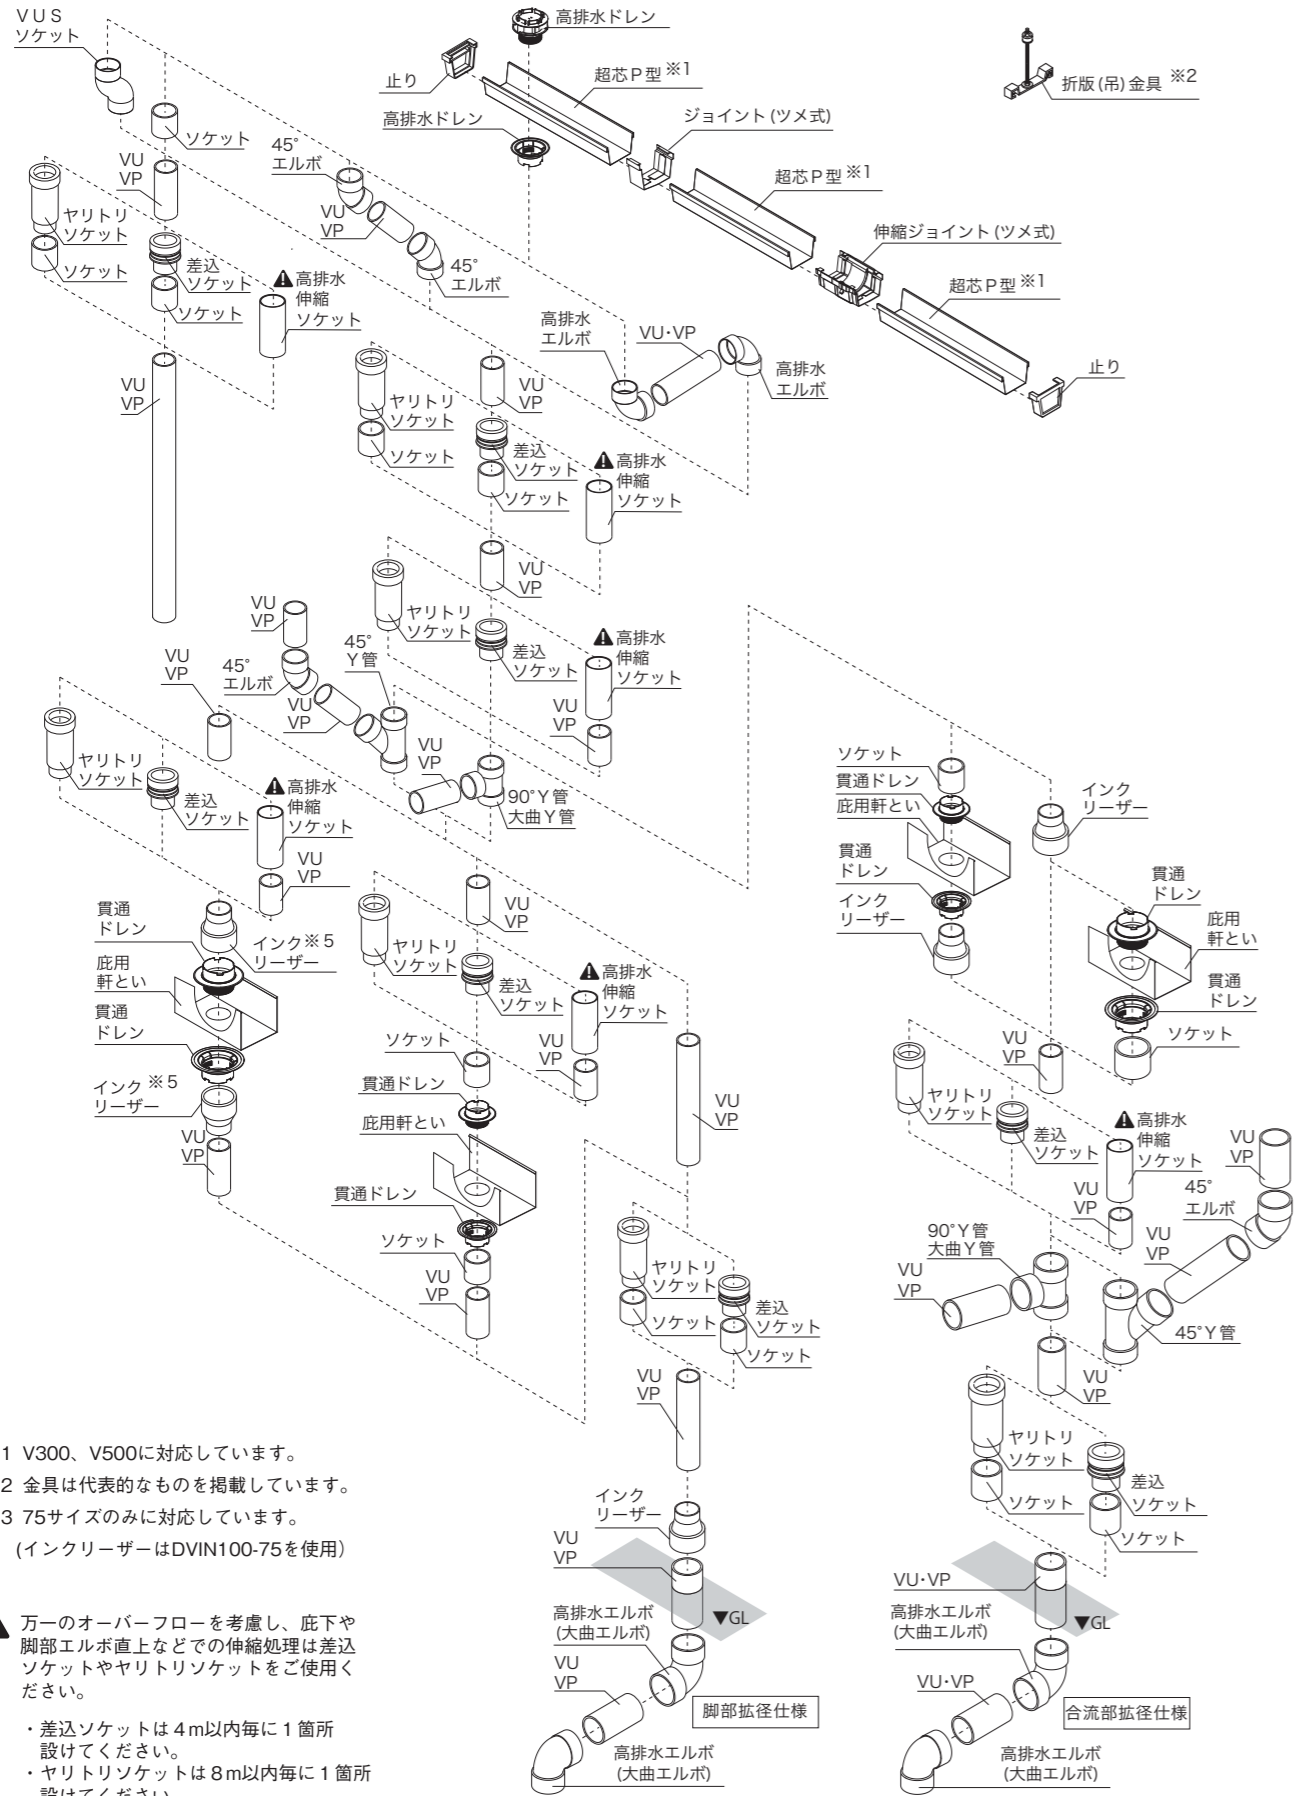 VUS
ソケット
ソケット
VU
VP
ヤリトリ
ソケット
ソケット
差込
ソケット
ソケット
高排水
伸縮
ソケット
VU
VP
45°
エルボ
VU
VP
45°
エルボ
高排水ドレン
止り
高排水ドレン
超芯P型※1
ジョイント(ツメ式)
超芯P型※1
伸縮ジョイント(ツメ式)
超芯P型※1
止り
折版(吊)金具 ※2
高排水
エルボ
VU・VP
高排水
エルボ
VU
VP
ヤリトリ
ソケット
ソケット
差込
ソケット
ソケット
高排水
伸縮
ソケット
VU
VP
ヤリトリ
ソケット
差込
ソケット
高排水
伸縮
ソケット
VU
VP
VU
VP
45°
エルボ
VU
VP
45°
Y管
VU
VP
90°Y管
大曲Y管
VU
VP
ヤリトリ
ソケット
差込
ソケット
高排水
伸縮
ソケット
VU
VP
貫通
ドレン
インク※5
リーザー
庇用
軒とい
貫通
ドレン
インク※5
リーザー
VU
VP
VU
VP
ヤリトリ
ソケット
差込
ソケット
高排水
伸縮
ソケット
VU
VP
ソケット
貫通ドレン
庇用軒とい
貫通ドレン
ソケット
VU
VP
VU
VP
ヤリトリ
ソケット
ソケット
差込
ソケット
ソケット
VU
VP
インク
リーザー
VU
VP
▼GL
高排水エルボ
(大曲エルボ)
VU
VP
脚部拡径仕様
高排水エルボ
(大曲エルボ)
ソケット
貫通ドレン
庇用軒とい
貫通
ドレン
インク
リーザー
インク
リーザー
貫通
ドレン
庇用
軒とい
貫通
ドレン
ソケット
VU
VP
ヤリトリ
ソケット
差込
ソケット
高排水
伸縮
ソケット
VU
VP
VU
VP
45°
エルボ
VU
VP
90°Y管
大曲Y管
VU
VP
45°Y管
VU
VP
ヤリトリ
ソケット
ソケット
差込
ソケット
ソケット
VU・VP
▼GL
高排水エルボ
(大曲エルボ)
VU・VP
合流部拡径仕様
高排水エルボ
(大曲エルボ)
1 V300、V500に対応しています。
2 金具は代表的なものを掲載しています。
3 75サイズのみに対応しています。
(インクリーザーはDVIN100-75を使用)
万一のオーバーフローを考慮し、庇下や
脚部エルボ直上などでの伸縮処理は差込
ソケットやヤリトリソケットをご使用く
ださい。
・差込ソケットは4m以内毎に1箇所
設けてください。
・ヤリトリソケットは8m以内毎に1箇所